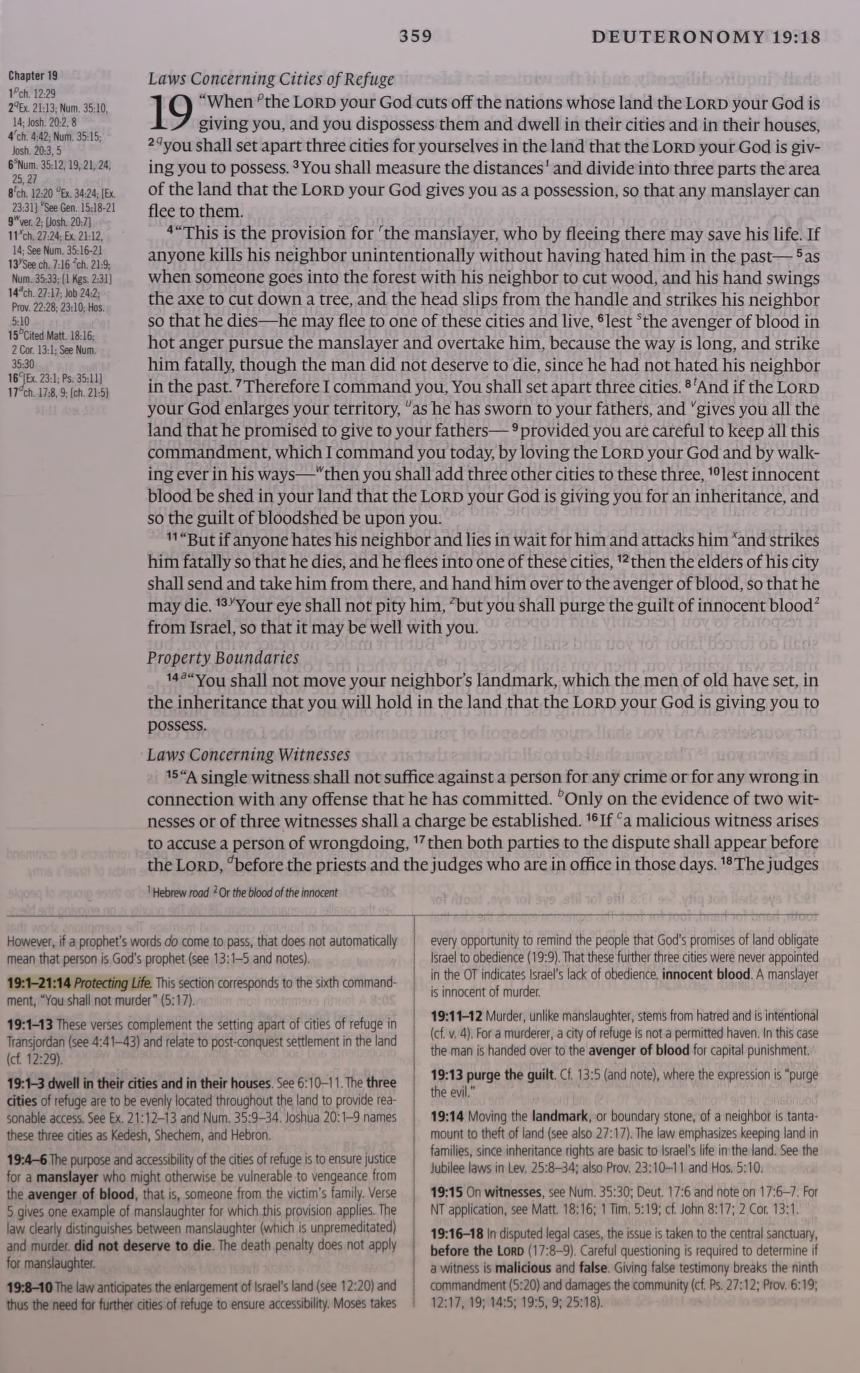 359
DEUTERONOMY 19:18
Chapter 19
1 ᵖch. 12:29
2 ᵠEx. 21:13; Num. 35:10,
14; Josh. 20:2, 8
4 ʳch. 4:42; Num. 35:15;
Josh. 20:3, 5
6 ˢNum. 35:12, 19, 21, 24,
25, 27
8 ᵗch. 12:20 ᵘEx. 34:24; [Ex.
23:31] ᵛSee Gen. 15:18-21
9 ʷver. 2; [Josh. 20:7]
11 ˣch. 27:24; Ex. 21:12,
14; See Num. 35:16-21
13 ʸSee ch. 7:16 ᶻch. 21:9;
Num. 35:33; [1 Kgs. 2:31]
14 ᵃch. 27:17; Job 24:2;
Prov. 22:28; 23:10; Hos.
5:10
15 ᵇCited Matt. 18:16;
2 Cor. 13:1; See Num.
35:30
16 ᶜ[Ex. 23:1; Ps. 35:11]
17 ᵈch. 17:8, 9; [ch. 21:5]
Laws Concerning Cities of Refuge
19 “When ᵖthe LORD your God cuts off the nations whose land the LORD your God is
giving you, and you dispossess them and dwell in their cities and in their houses,
2 ᵠyou shall set apart three cities for yourselves in the land that the LORD your God is giv-
ing you to possess. 3 You shall measure the distances¹ and divide into three parts the area
of the land that the LORD your God gives you as a possession, so that any manslayer can
flee to them.
4 “This is the provision for ʳthe manslayer, who by fleeing there may save his life. If
anyone kills his neighbor unintentionally without having hated him in the past— 5 as
when someone goes into the forest with his neighbor to cut wood, and his hand swings
the axe to cut down a tree, and the head slips from the handle and strikes his neighbor
so that he dies—he may flee to one of these cities and live, 6 lest ˢthe avenger of blood in
hot anger pursue the manslayer and overtake him, because the way is long, and strike
him fatally, though the man did not deserve to die, since he had not hated his neighbor
in the past. 7 Therefore I command you, You shall set apart three cities. 8 ᵗAnd if the LORD
your God enlarges your territory, ᵘas he has sworn to your fathers, and ᵛgives you all the
land that he promised to give to your fathers— 9 provided you are careful to keep all this
commandment, which I command you today, by loving the LORD your God and by walk-
ing ever in his ways—ʷthen you shall add three other cities to these three, 10 lest innocent
blood be shed in your land that the LORD your God is giving you for an inheritance, and
so the guilt of bloodshed be upon you.
11 “But if anyone hates his neighbor and lies in wait for him and attacks him ˣand strikes
him fatally so that he dies, and he flees into one of these cities, 12 then the elders of his city
shall send and take him from there, and hand him over to the avenger of blood, so that he
may die. 13 ʸYour eye shall not pity him, ᶻbut you shall purge the guilt of innocent blood²
from Israel, so that it may be well with you.
Property Boundaries
14 ᵃ“You shall not move your neighbor's landmark, which the men of old have set, in
the inheritance that you will hold in the land that the LORD your God is giving you to
possess.
Laws Concerning Witnesses
15 “A single witness shall not suffice against a person for any crime or for any wrong in
connection with any offense that he has committed. ᵇOnly on the evidence of two wit-
nesses or of three witnesses shall a charge be established. 16 If ᶜa malicious witness arises
to accuse a person of wrongdoing, 17 then both parties to the dispute shall appear before
the LORD, ᵈbefore the priests and the judges who are in office in those days. 18 The judges
¹ Hebrew road ² Or the blood of the innocent
However, if a prophet's words do come to pass, that does not automatically
mean that person is God's prophet (see 13:1–5 and notes).
19:1–21:14 Protecting Life. This section corresponds to the sixth command-
ment, “You shall not murder” (5:17).
19:1–13 These verses complement the setting apart of cities of refuge in
Transjordan (see 4:41–43) and relate to post-conquest settlement in the land
(cf. 12:29).
19:1–3 dwell in their cities and in their houses. See 6:10–11. The three
cities of refuge are to be evenly located throughout the land to provide rea-
sonable access. See Ex. 21:12–13 and Num. 35:9–34. Joshua 20:1–9 names
these three cities as Kedesh, Shechem, and Hebron.
19:4–6 The purpose and accessibility of the cities of refuge is to ensure justice
for a manslayer who might otherwise be vulnerable to vengeance from
the avenger of blood, that is, someone from the victim's family. Verse
5 gives one example of manslaughter for which this provision applies. The
law clearly distinguishes between manslaughter (which is unpremeditated)
and murder. did not deserve to die. The death penalty does not apply
for manslaughter.
19:8–10 The law anticipates the enlargement of Israel's land (see 12:20) and
thus the need for further cities of refuge to ensure accessibility. Moses takes
every opportunity to remind the people that God's promises of land obligate
Israel to obedience (19:9). That these further three cities were never appointed
in the OT indicates Israel's lack of obedience. innocent blood. A manslayer
is innocent of murder.
19:11–12 Murder, unlike manslaughter, stems from hatred and is intentional
(cf. v. 4). For a murderer, a city of refuge is not a permitted haven. In this case
the man is handed over to the avenger of blood for capital punishment.
19:13 purge the guilt. Cf. 13:5 (and note), where the expression is “purge
the evil.”
19:14 Moving the landmark, or boundary stone, of a neighbor is tanta-
mount to theft of land (see also 27:17). The law emphasizes keeping land in
families, since inheritance rights are basic to Israel's life in the land. See the
Jubilee laws in Lev. 25:8–34; also Prov. 23:10–11 and Hos. 5:10.
19:15 On witnesses, see Num. 35:30; Deut. 17:6 and note on 17:6–7. For
NT application, see Matt. 18:16; 1 Tim. 5:19; cf. John 8:17; 2 Cor. 13:1.
19:16–18 In disputed legal cases, the issue is taken to the central sanctuary,
before the LORD (17:8–9). Careful questioning is required to determine if
a witness is malicious and false. Giving false testimony breaks the ninth
commandment (5:20) and damages the community (cf. Ps. 27:12; Prov. 6:19;
12:17, 19; 14:5; 19:5, 9; 25:18).